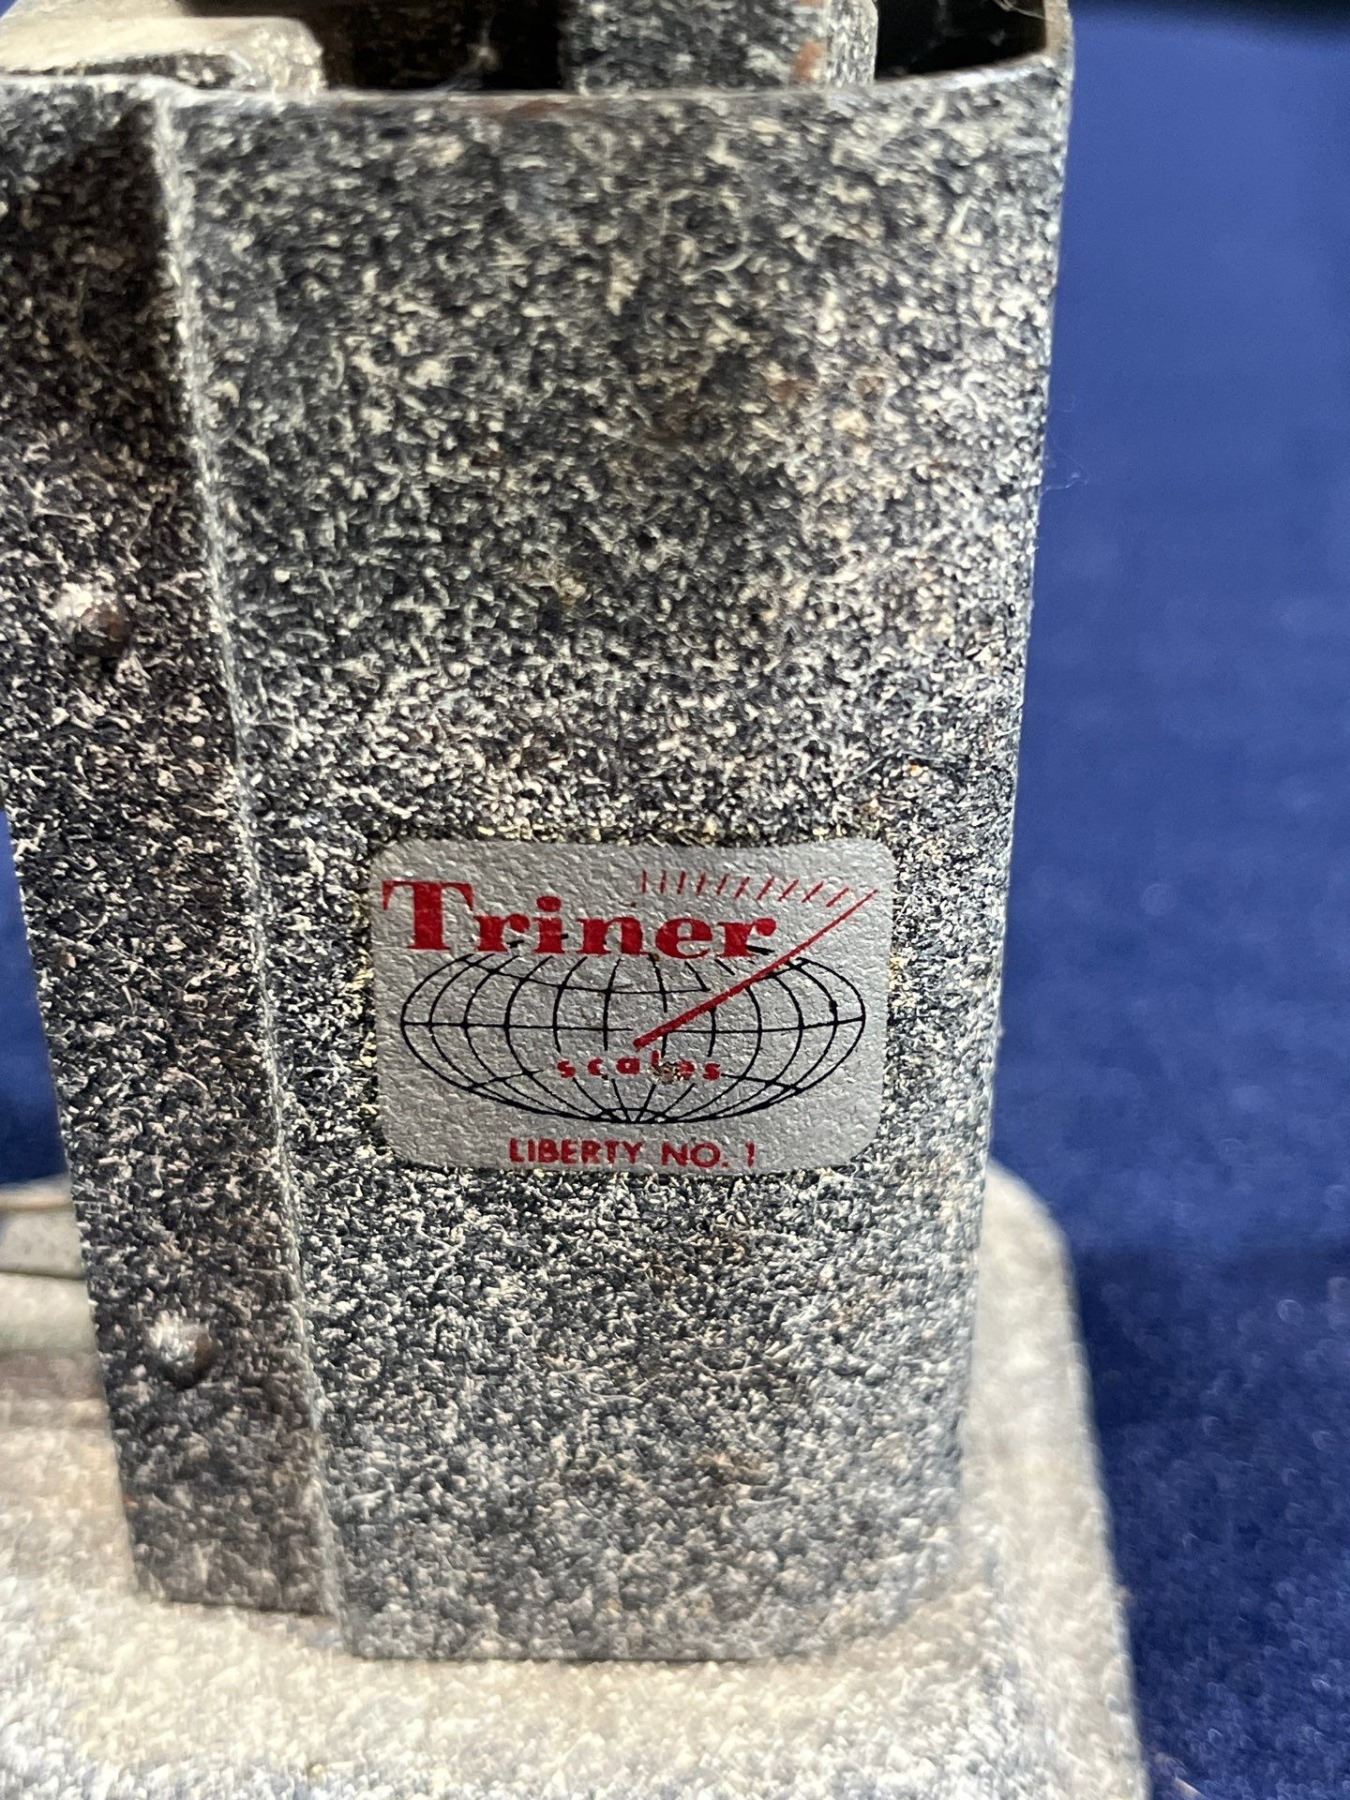 Triner
scales
LIBERTY NO. 1